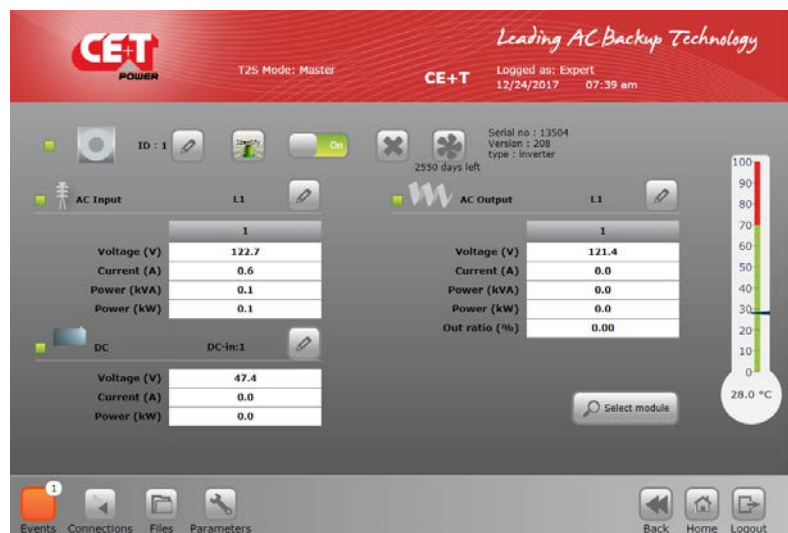 CE+T
POWER
Leading AC Backup Technology
T2S Mode: Master
CE+T
Logged as: Expert
12/24/2017 07:39 am
ID : 1
Identify
On
2550 days left
Serial no : 13504
Version : 208
type : inverter
AC Input L1
1
Voltage (V) 122.7
Current (A) 0.6
Power (kVA) 0.1
Power (kW) 0.1
AC Output L1
1
Voltage (V) 121.4
Current (A) 0.0
Power (kVA) 0.0
Power (kW) 0.0
Out ratio (%) 0.00
DC DC-in:1
Voltage (V) 47.4
Current (A) 0.0
Power (kW) 0.0
Select module
100
90
80
70
60
50
40
30
20
10
0
28.0 °C
1
Events Connections Files Parameters
Back Home Logout